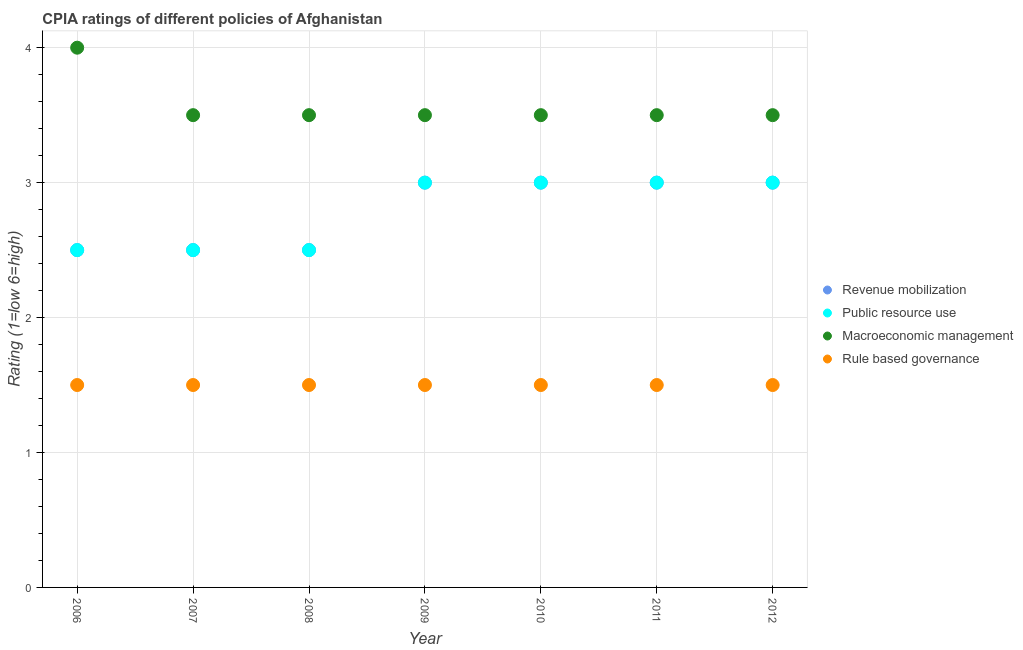 CPIA ratings of different policies of Afghanistan
Rating (1=low 6=high)
4
3
2
1
0
2006
2007
2008
2009
2010
2011
2012
Year
Revenue mobilization
Public resource use
Macroeconomic management
Rule based governance